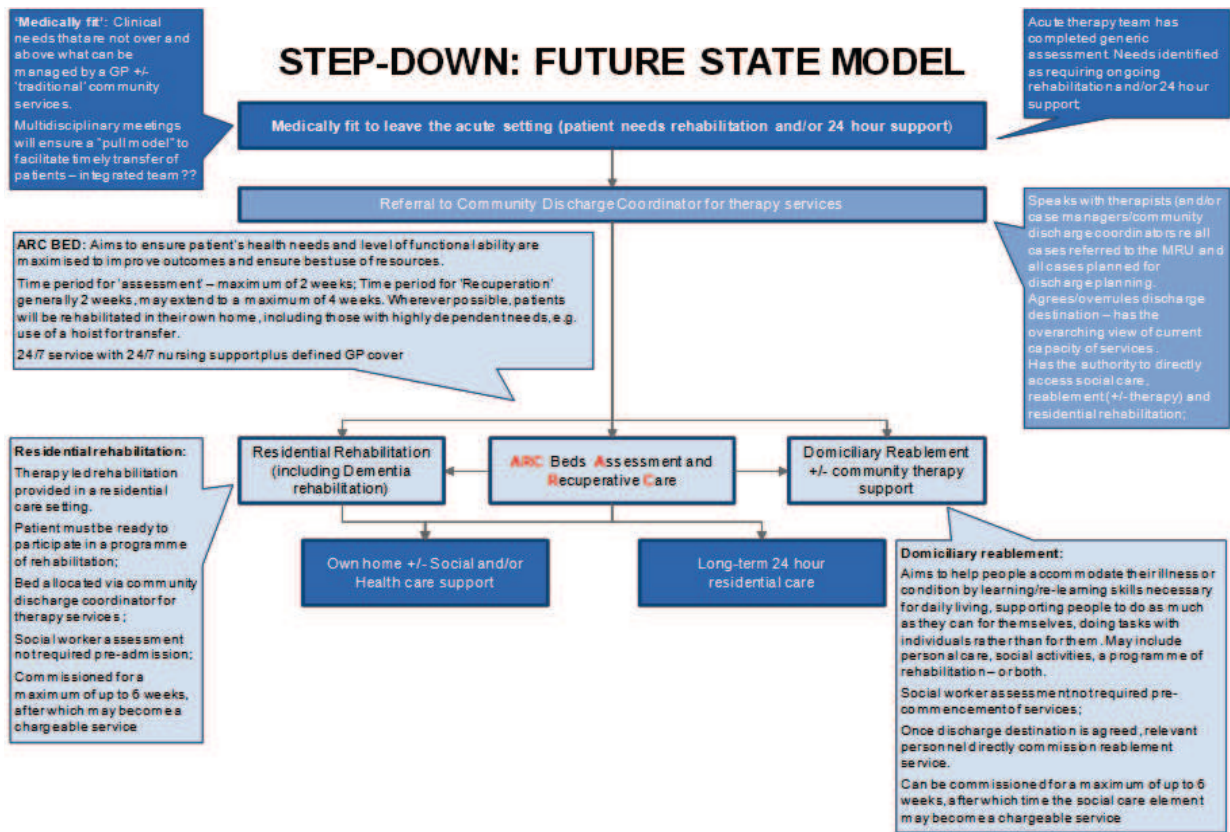 STEP-DOWN: FUTURE STATE MODEL
'Medically fit': Clinical
needs that are not over and
above what can be
managed by a GP +/-
'traditional' community
services.
Multidisciplinary meetings
will ensure a "pull model" to
facilitate timely transfer of
patients – integrated team ??
Acute therapy team has
completed generic
assessment. Needs identified
as requiring ongoing
rehabilitation and/or 24 hour
support;
Medically fit to leave the acute setting (patient needs rehabilitation and/or 24 hour support)
Referral to Community Discharge Coordinator for therapy services
Speaks with therapists (and/or
case managers/community
discharge coordinators re all
cases referred to the MRU and
all cases planned for
discharge planning.
Agrees/overrules discharge
destination – has the
overarching view of current
capacity of services.
Has the authority to directly
access social care,
reablement (+/- therapy) and
residential rehabilitation;
ARC BED: Aims to ensure patient's health needs and level of functional ability are
maximised to improve outcomes and ensure best use of resources.
Time period for 'assessment' – maximum of 2 weeks; Time period for 'Recuperation'
generally 2 weeks, may extend to a maximum of 4 weeks. Wherever possible, patients
will be rehabilitated in their own home, including those with highly dependent needs, e.g.
use of a hoist for transfer.
24/7 service with 24/7 nursing support plus defined GP cover
Residential Rehabilitation
(including Dementia
rehabilitation)
ARC Beds Assessment and
Recuperative Care
Domiciliary Reablement
+/- community therapy
support
Own home +/- Social and/or
Health care support
Long-term 24 hour
residential care
Residential rehabilitation:
Therapy led rehabilitation
provided in a residential
care setting.
Patient must be ready to
participate in a programme
of rehabilitation;
Bed allocated via community
discharge coordinator for
therapy services;
Social worker assessment
not required pre-admission;
Commissioned for a
maximum of up to 6 weeks,
after which may become a
chargeable service
Domiciliary reablement:
Aims to help people accommodate their illness or
condition by learning/re-learning skills necessary
for daily living, supporting people to do as much
as they can for themselves, doing tasks with
individuals rather than for them. May include
personal care, social activities, a programme of
rehabilitation – or both.
Social worker assessment not required pre-
commencement of services;
Once discharge destination is agreed, relevant
personnel directly commission reablement
service.
Can be commissioned for a maximum of up to 6
weeks, after which time the social care element
may become a chargeable service